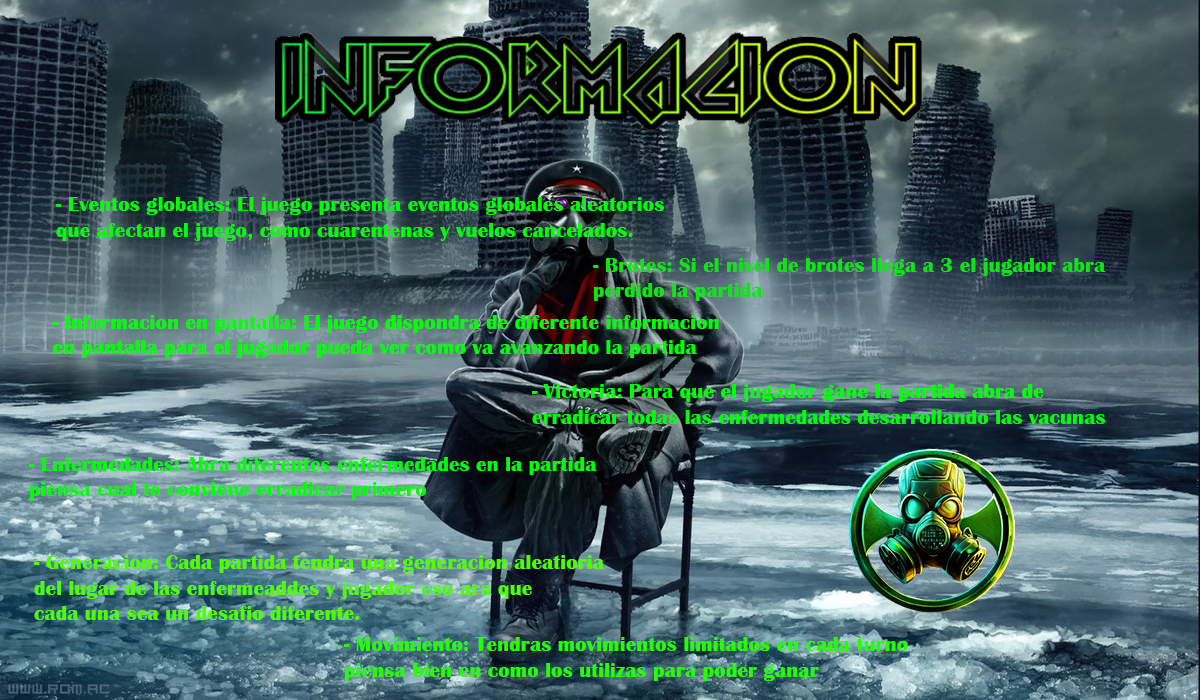 INFORMACION
- Eventos globales: El juego presenta eventos globales aleatorios
que afectan el juego, como cuarentenas y vuelos cancelados.
- Brotes: Si el nivel de brotes llega a 3 el jugador abra
perdido la partida
- Informacion en pantalla: El juego dispondra de diferente informacion
en pantalla para el jugador pueda ver como va avanzando la partida
- Victoria: Para que el jugador gane la partida abra de
erradicar todas las enfermedades desarrollando las vacunas
- Enfermedades: Abra diferentes enfermedades en la partida
piensa cual te conviene erradicar primero
- Generacion: Cada partida tendra una generacion aleatioria
del lugar de las enfermeaddes y jugador eso ara que
cada una sea un desafio diferente.
- Movimiento: Tendras movimientos limitados en cada turno
piensa bien en como los utilizas para poder ganar
www.rom.ac